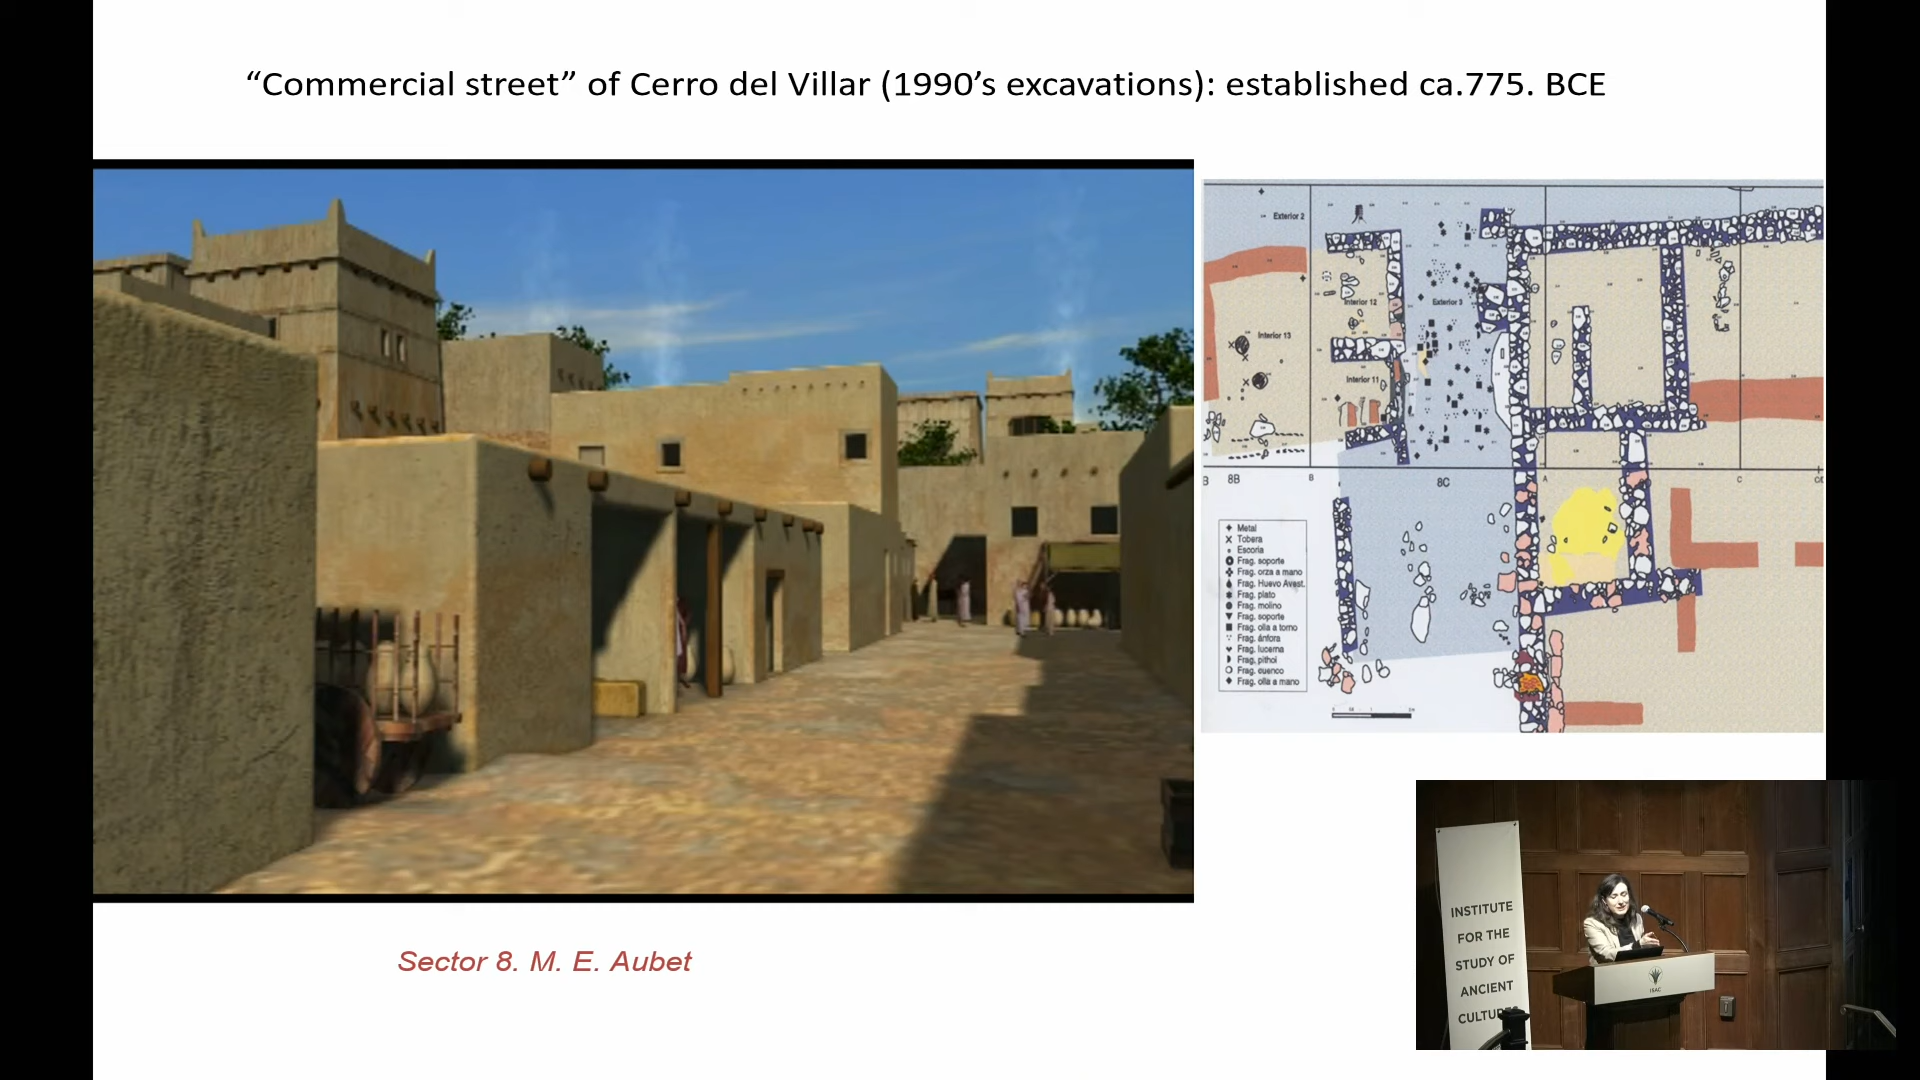 “Commercial street” of Cerro del Villar (1990’s excavations): established ca.775. BCE
Exterior 2
Interior 12
Exterior 3
Interior 13
Interior 11
B
8B
B
8C
A
C
Metal
Tobera
Escoria
Frag. soporte
Frag. orza a mano
Frag. Huevo Avest.
Frag. plato
Frag. molino
Frag. soporte
Frag. olla a torno
Frag. ánfora
Frag. lucerna
Frag. pithoi
Frag. cuenco
Frag. olla a mano
Sector 8. M. E. Aubet
INSTITUTE
FOR THE
STUDY OF
ANCIENT
CULTURES
ISAC